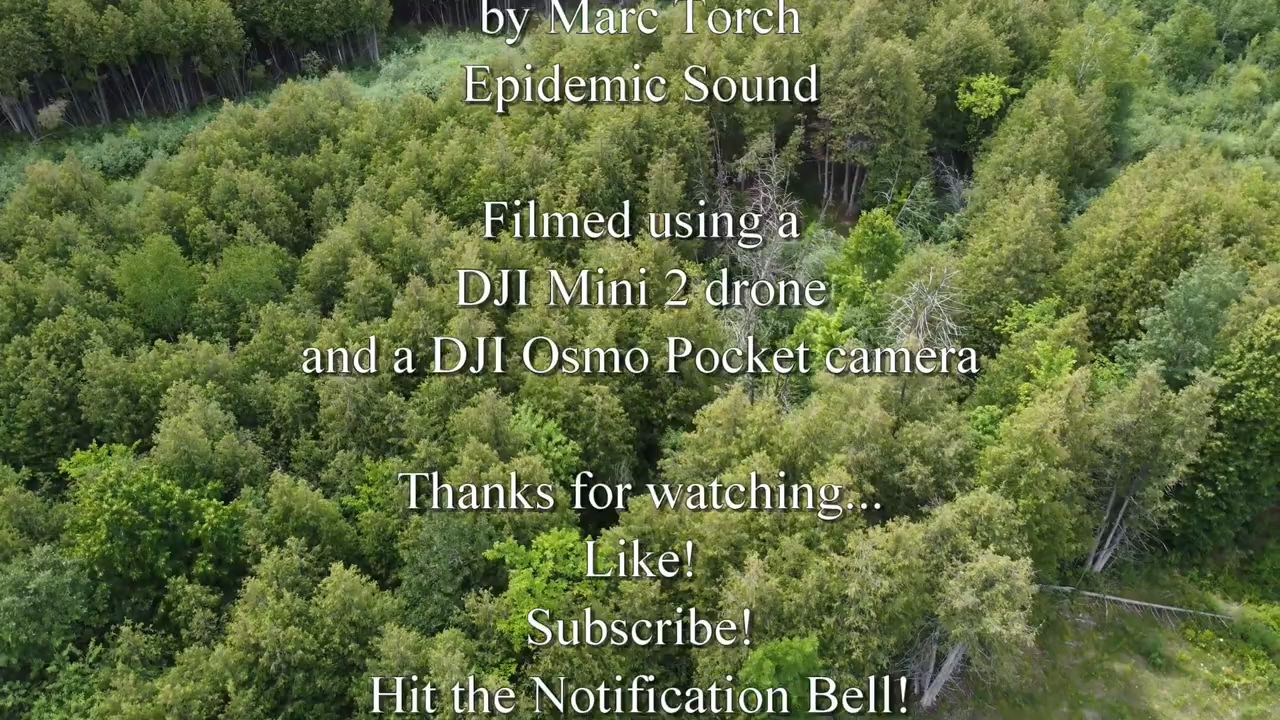 by Marc Torch
Epidemic Sound
Filmed using a
DJI Mini 2 drone
and a DJI Osmo Pocket camera
Thanks for watching...
Like!
Subscribe!
Hit the Notification Bell!